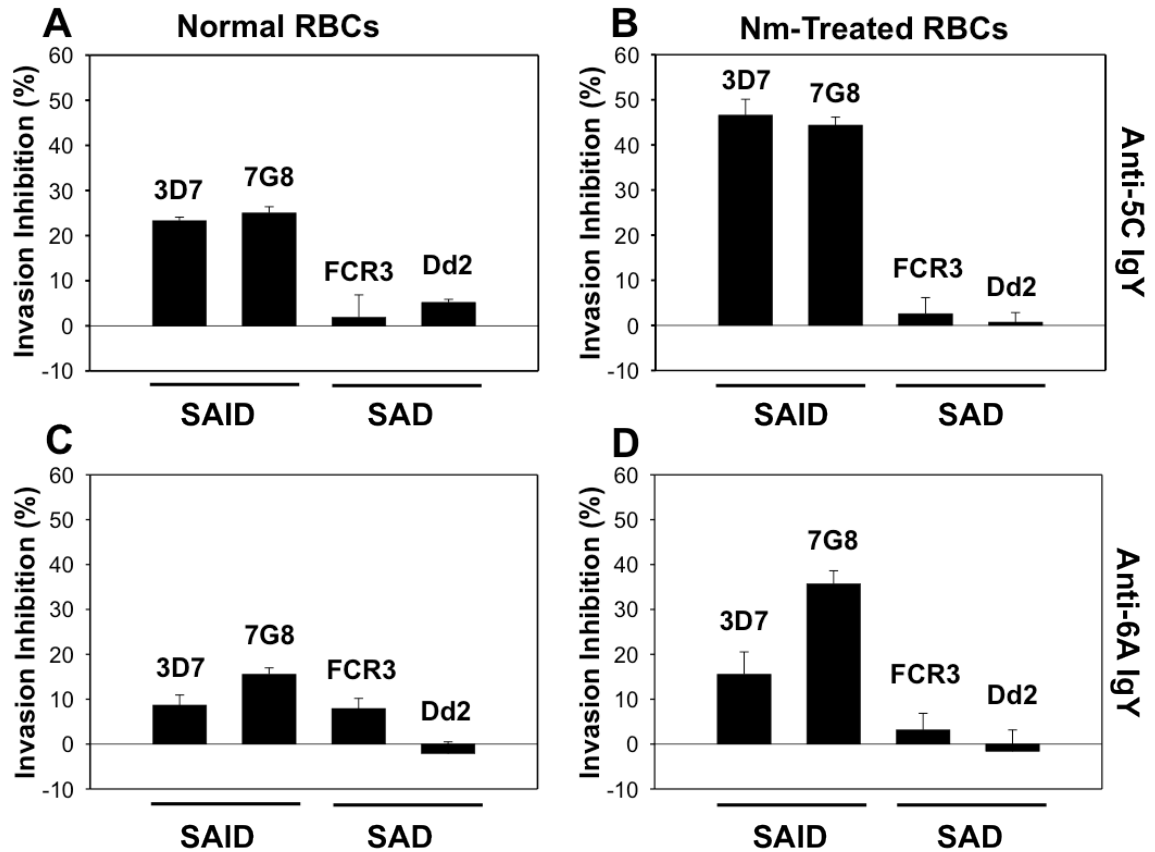 A
Normal RBCs
Invasion Inhibition (%)
60
50
40
30
20
10
0
-10
3D7
7G8
FCR3
Dd2
SAID
SAD
B
Nm-Treated RBCs
Invasion Inhibition (%)
60
50
40
30
20
10
0
-10
3D7
7G8
FCR3
Dd2
SAID
SAD
Anti-5C IgY
C
Invasion Inhibition (%)
60
50
40
30
20
10
0
-10
3D7
7G8
FCR3
Dd2
SAID
SAD
D
Invasion Inhibition (%)
60
50
40
30
20
10
0
-10
3D7
7G8
FCR3
Dd2
SAID
SAD
Anti-6A IgY